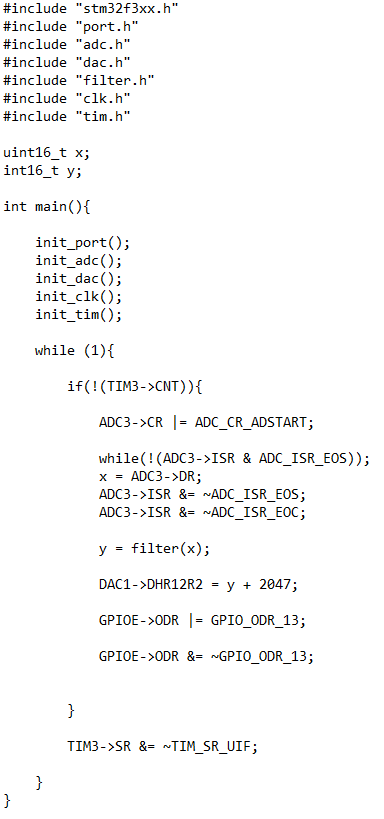 #include "stm32f3xx.h"
#include "port.h"
#include "adc.h"
#include "dac.h"
#include "filter.h"
#include "clk.h"
#include "tim.h"

uint16_t x;
int16_t y;

int main(){

    init_port();
    init_adc();
    init_dac();
    init_clk();
    init_tim();

    while (1){

        if(!(TIM3->CNT)){

            ADC3->CR |= ADC_CR_ADSTART;

            while(!(ADC3->ISR & ADC_ISR_EOS));
            x = ADC3->DR;
            ADC3->ISR &= ~ADC_ISR_EOS;
            ADC3->ISR &= ~ADC_ISR_EOC;

            y = filter(x);

            DAC1->DHR12R2 = y + 2047;

            GPIOE->ODR |= GPIO_ODR_13;

            GPIOE->ODR &= ~GPIO_ODR_13;


        }

        TIM3->SR &= ~TIM_SR_UIF;

    }
}